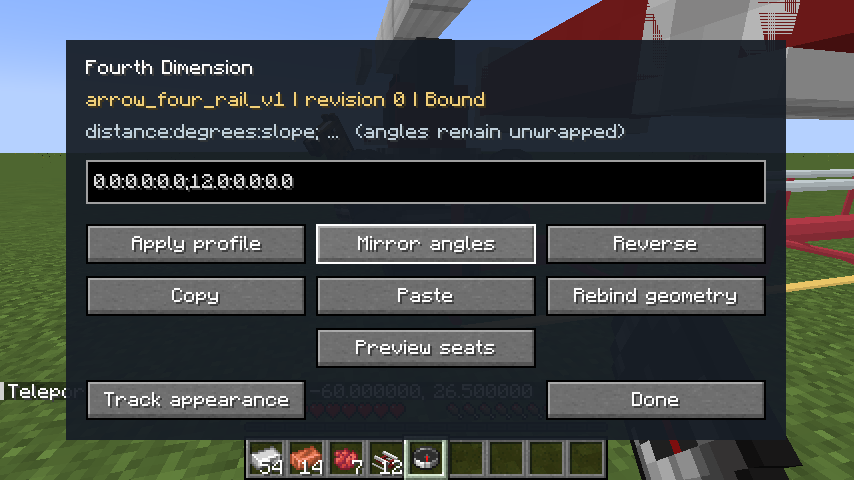 Fourth Dimension
arrow_four_rail_v1 | revision 0 | Bound
distance:degrees:slope; ... (angles remain unwrapped)
0.0:0.0:0.0;12.0:0.0:0.0
Apply profile
Mirror angles
Reverse
Copy
Paste
Rebind geometry
Preview seats
Telepo
-60.000000, 26.500000
Track appearance
Done
54
14
7
12